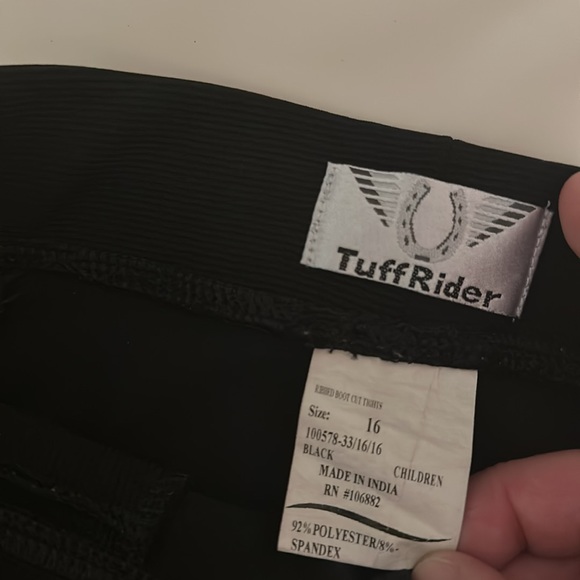 TuffRider
RIBBED BOOT CUT TIGHTS
Size: 16
100578-33/16/16
BLACK CHILDREN
MADE IN INDIA
RN #106882
92%POLYESTER/8%-
SPANDEX